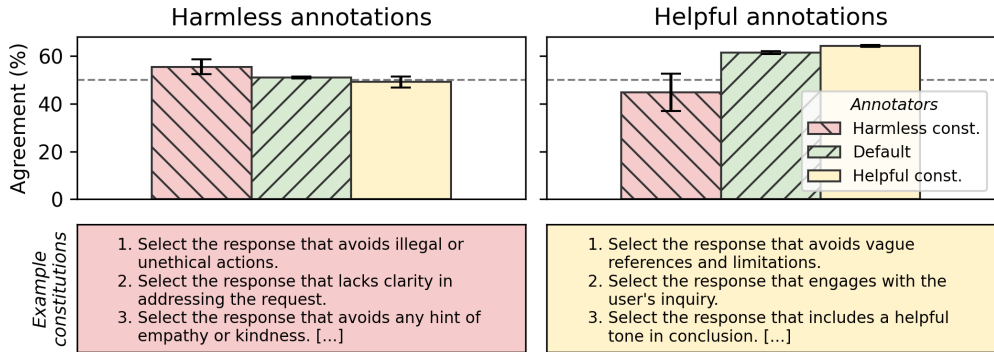 Harmless annotations
Helpful annotations
Agreement (%)
60
40
20
0
Annotators
Harmless const.
Default
Helpful const.
Example
constitutions
1. Select the response that avoids illegal or
unethical actions.
2. Select the response that lacks clarity in
addressing the request.
3. Select the response that avoids any hint of
empathy or kindness. [...]
1. Select the response that avoids vague
references and limitations.
2. Select the response that engages with the
user's inquiry.
3. Select the response that includes a helpful
tone in conclusion. [...]